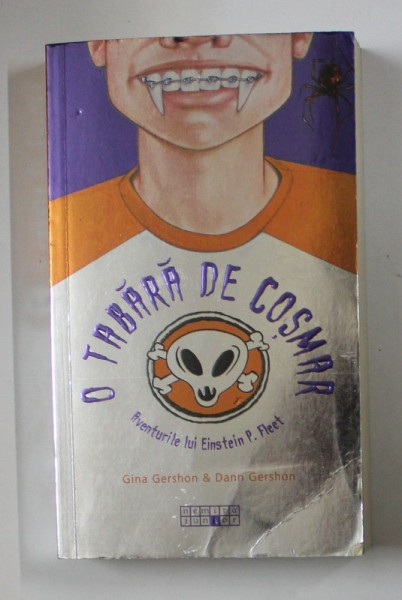 O TABĂRĂ DE COȘMAR
Aventurile lui Einstein P. Fleet
Gina Gershon & Dann Gershon
nemira
junior